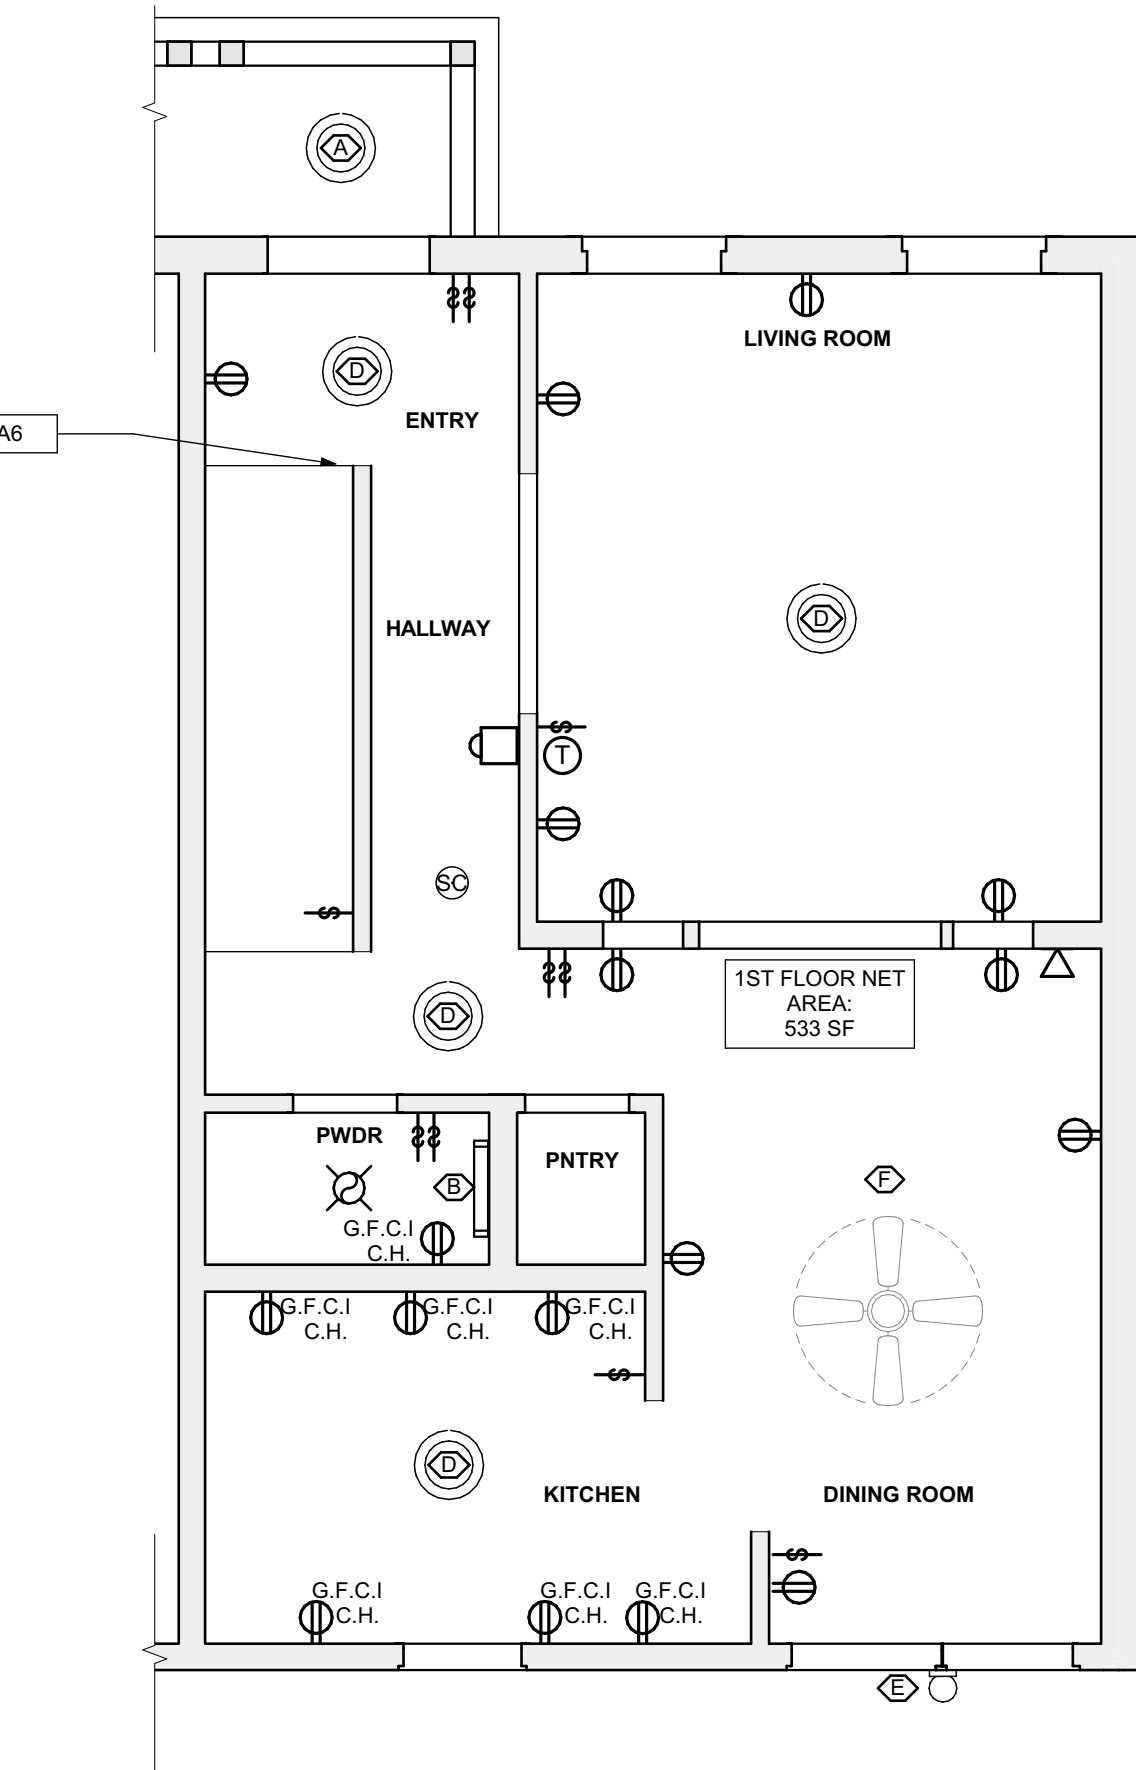 A
D
LIVING ROOM
ENTRY
A6
D
HALLWAY
T
SC
1ST FLOOR NET
AREA:
533 SF
D
PWDR
PNTRY
B
F
G.F.C.I
C.H.
G.F.C.I
C.H.
G.F.C.I
C.H.
G.F.C.I
C.H.
D
KITCHEN
DINING ROOM
G.F.C.I
C.H.
G.F.C.I
C.H.
G.F.C.I
C.H.
E